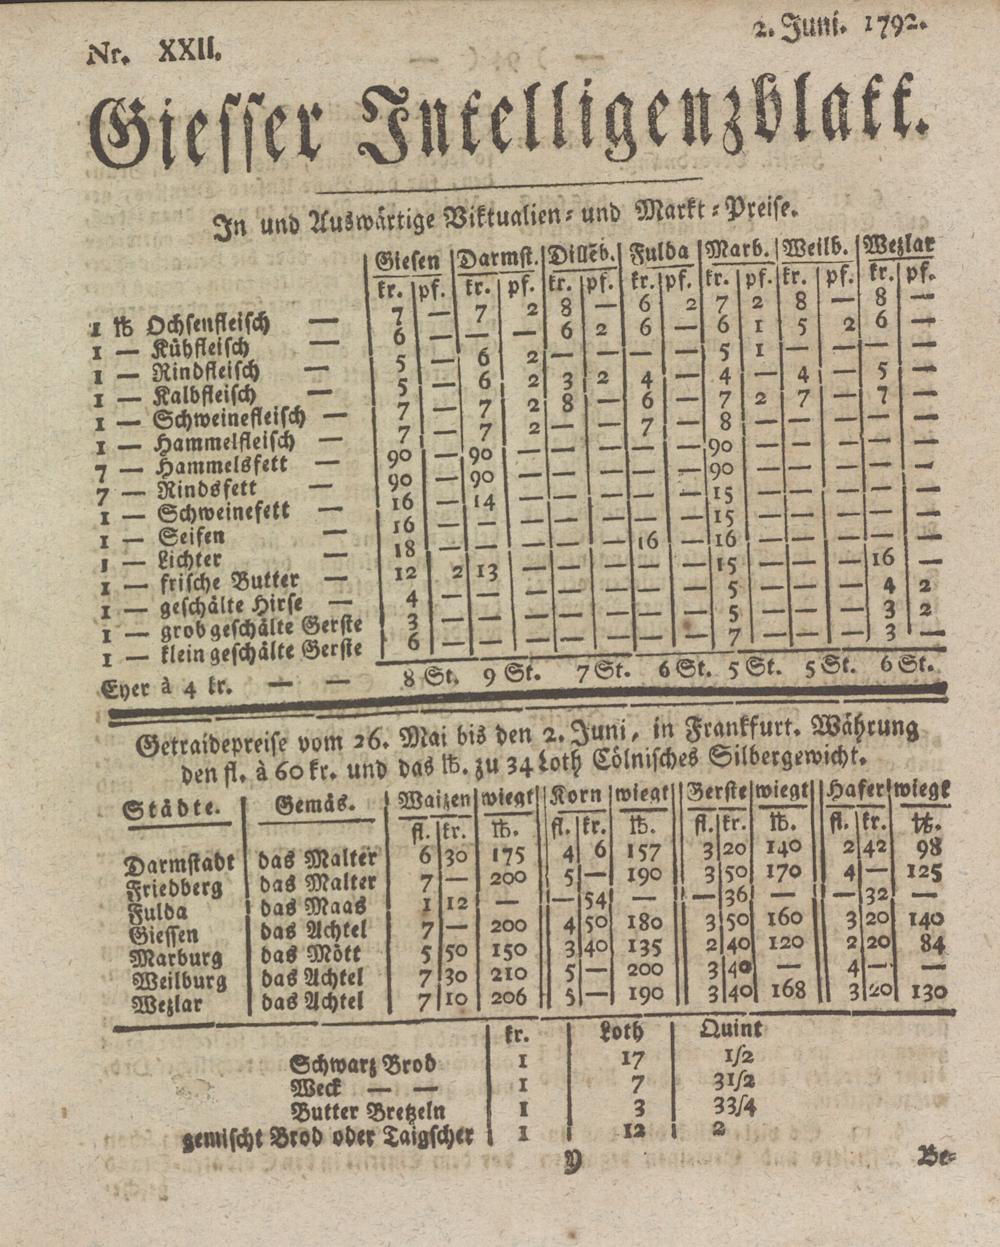 Nr. XXII.
2. Juni. 1792.
Giesser Intelligenzblatt.
In und Auswärtige Viktualien- und Markt-Preise.
Giesen Darmst. Dillēb. Fulda Marb. Weilb. Wezlar
kr. pf. kr. pf. kr. pf. kr. pf. kr. pf. kr. pf. kr. pf.
1 ℔ Ochsenfleisch — 7 — 7 2 8 — 6 2 7 2 8 — 8 —
1 — Kühfleisch — 6 — — — 6 2 6 — 6 1 5 2 6 —
1 — Rindfleisch — 5 — 6 2 — — — — 5 1 — — — —
1 — Kalbfleisch — 5 — 6 2 3 2 4 — 4 — 4 — 5 —
1 — Schweinefleisch — 7 — 7 2 8 — 6 — 7 2 7 — 7 —
1 — Hammelfleisch — 7 — 7 2 — — 7 — 8 — — — — —
7 — Hammelsfett — 90 — 90 — — — — — 90 — — — — —
7 — Rindsfett — 90 — 90 — — — — — 90 — — — — —
1 — Schweinefett — 16 — 14 — — — — — 15 — — — — —
1 — Seifen — 16 — — — — — — — 15 — — — — —
1 — Lichter — 18 — — — — — 16 — 16 — — — — —
1 — frische Butter — 12 2 13 — — — — — 15 — — — 16 —
1 — geschälte Hirse — 4 — — — — — — — 5 — — — 4 2
1 — grob geschälte Gerste 3 — — — — — — — 5 — — — 3 2
1 — klein geschälte Gerste 6 — — — — — — — 7 — — — 3 —
Eyer à 4 kr. — — 8 St. 9 St. 7 St. 6 St. 5 St. 5 St. 6 St.
Getraidepreise vom 26. Mai bis den 2. Juni, in Frankfurt. Währung
den fl. à 60 kr. und das ℔. zu 34 Loth Cölnisches Silbergewicht.
Städte. Gemäs. Waizen wiegt Korn wiegt Gerste wiegt Hafer wiegt
fl. kr. ℔. fl. kr. ℔. fl. kr. ℔. fl. kr. ℔.
Darmstadt das Malter 6 30 175 4 6 157 3 20 140 2 42 98
Friedberg das Malter 7 — 200 5 — 190 3 50 170 4 — 125
Fulda das Maas 1 12 — — 54 — — 36 — — 32 —
Giessen das Achtel 7 — 200 4 50 180 3 50 160 3 20 140
Marburg das Mött 5 50 150 3 40 135 2 40 120 2 20 84
Weilburg das Achtel 7 30 210 5 — 200 3 40 — 4 — —
Wezlar das Achtel 7 10 206 5 — 190 3 40 168 3 20 130
kr. Loth Quint
Schwarz Brod 1 17 1/2
Weck — — 1 7 31/2
Butter Bretzeln 1 3 33/4
gemischt Brod oder Taigscher 1 12 2
Y
Be-